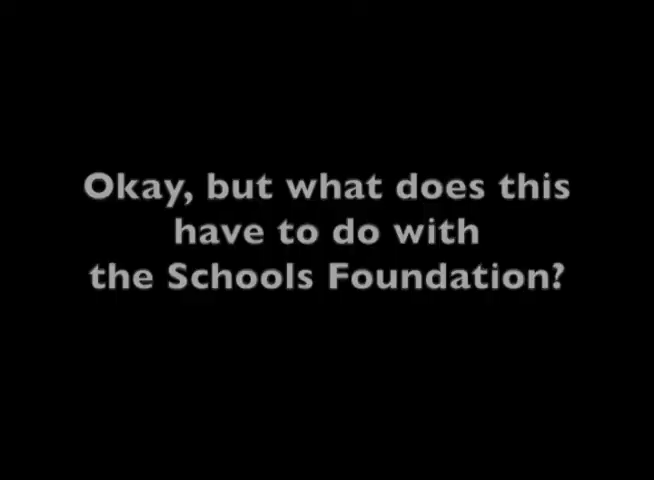 Okay, but what does this
have to do with
the Schools Foundation?